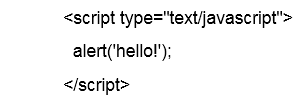 <script type="text/javascript">
alert('hello!');
</script>